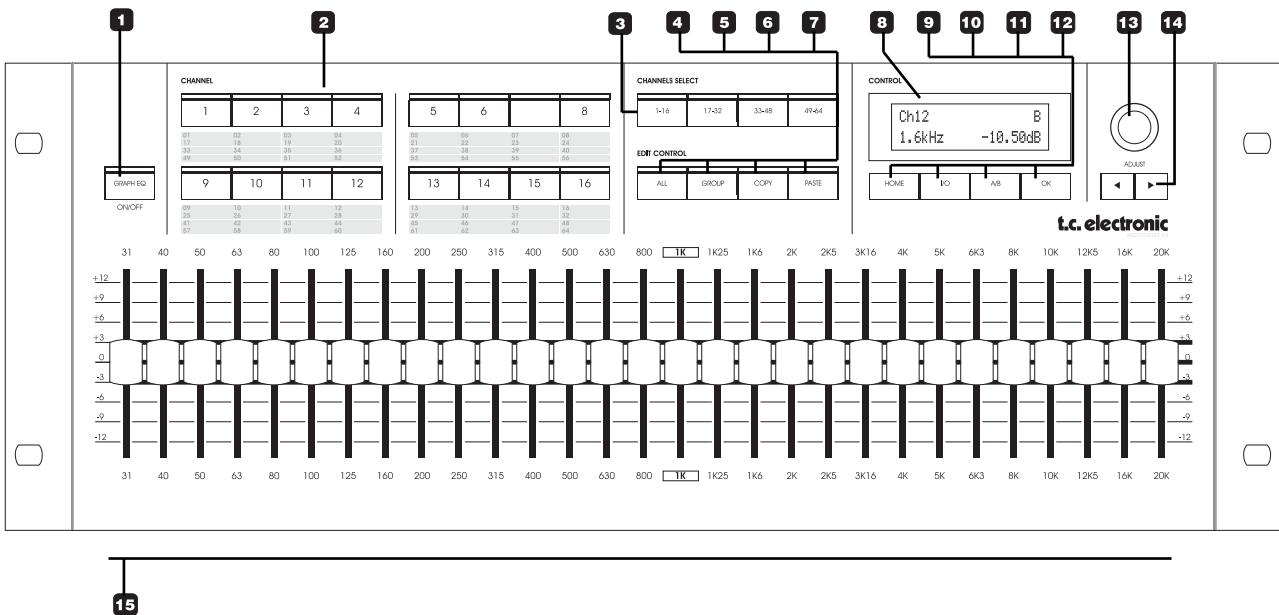 1 2 3 4 5 6 7 8 9 10 11 12 13 14
CHANNEL
CHANNELS SELECT
CONTROL
1 2 3 4 5 6 8
1-16 17-32 33-48 49-64
Ch12 B
1.6kHz -10.50dB
01 02 03 04 05 06 07 08
17 18 19 20 21 22 23 24
33 34 35 36 37 38 39 40
49 50 51 52 53 54 55 56
EDIT CONTROL
ADJUST
GRAPH EQ
ON/OFF
9 10 11 12 13 14 15 16
ALL GROUP COPY PASTE
HOME I/O A/B OK
◄ ►
09 10 11 12 13 14 15 16
25 26 27 28 29 30 31 32
41 42 43 44 45 46 47 48
57 58 59 60 61 62 63 64
t.c. electronic
31 40 50 63 80 100 125 160 200 250 315 400 500 630 800 1K 1K25 1K6 2K 2K5 3K16 4K 5K 6K3 8K 10K 12K5 16K 20K
+12 +12
+9 +9
+6 +6
+3 +3
0 0
-3 -3
-6 -6
-9 -9
-12 -12
31 40 50 63 80 100 125 160 200 250 315 400 500 630 800 1K 1K25 1K6 2K 2K5 3K16 4K 5K 6K3 8K 10K 12K5 16K 20K
15